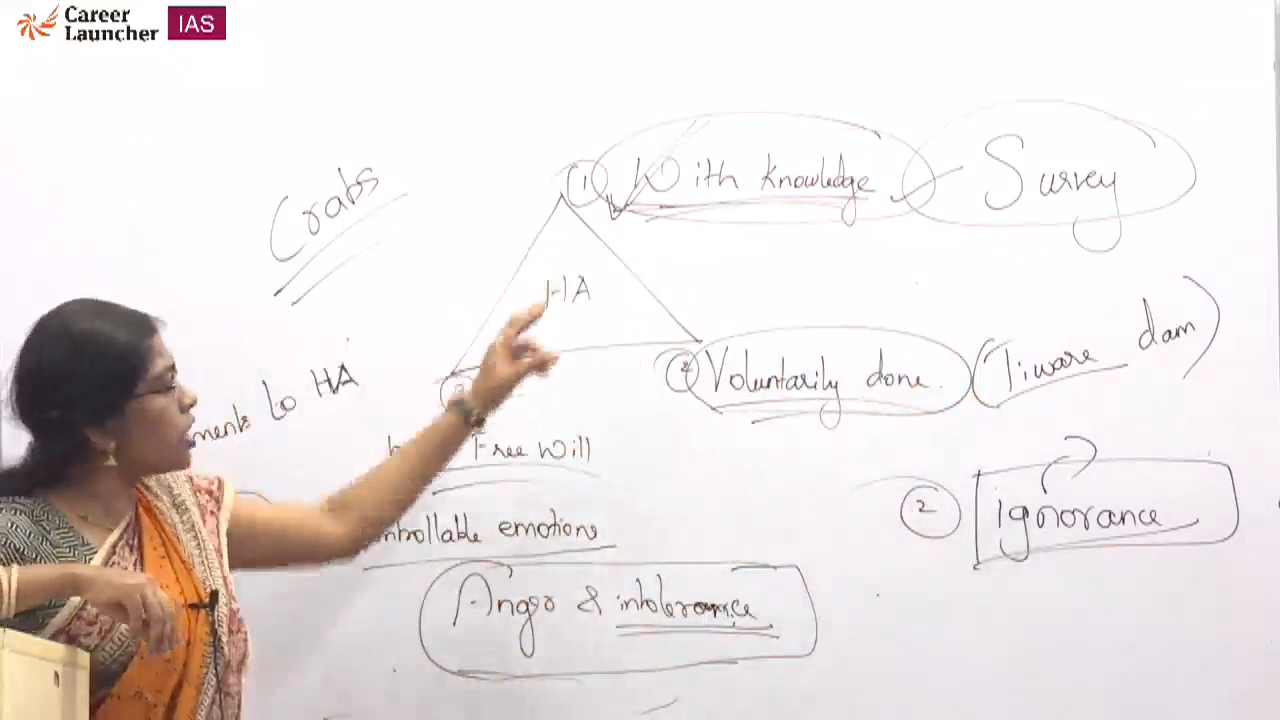 Career Launcher IAS
Crabs
(1) With knowledge
Survey
HA
(2) Voluntarily done. (Tiware dam)
(3)
ments to HA
Free Will
ntrollable emotions
(2) ignorance
Anger & intolerance